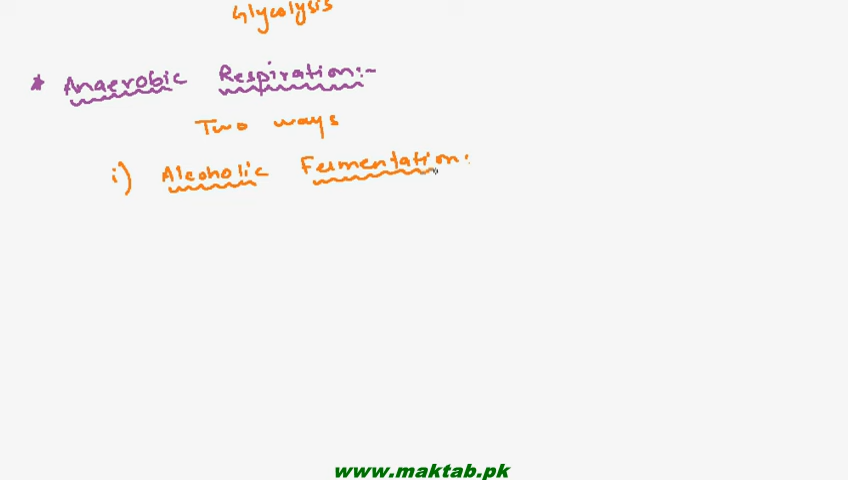 Glycolysis
* Anaerobic Respiration:-
Two ways
i) Alcoholic Fermentation:
www.maktab.pk